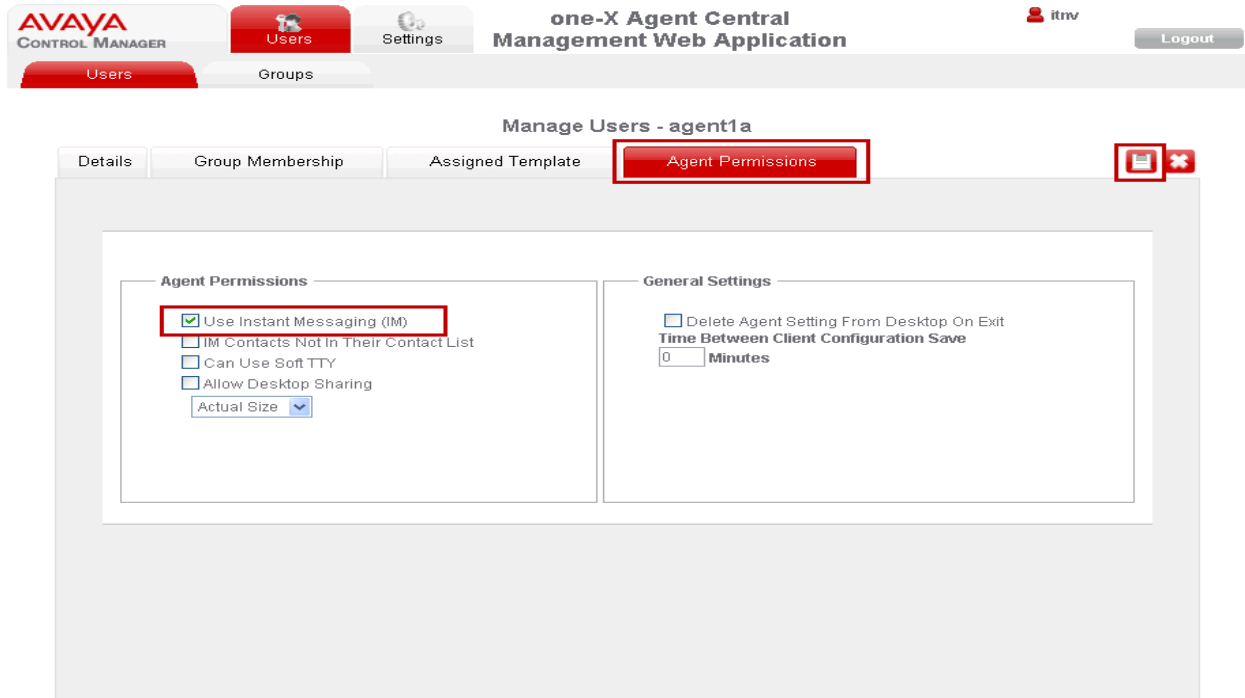 AVAYA
CONTROL MANAGER
Users
Settings
one-X Agent Central
Management Web Application
itnv
Logout
Users
Groups
Manage Users - agent1a
Details
Group Membership
Assigned Template
Agent Permissions
Agent Permissions
Use Instant Messaging (IM)
IM Contacts Not In Their Contact List
Can Use Soft TTY
Allow Desktop Sharing
Actual Size
General Settings
Delete Agent Setting From Desktop On Exit
Time Between Client Configuration Save
0 Minutes